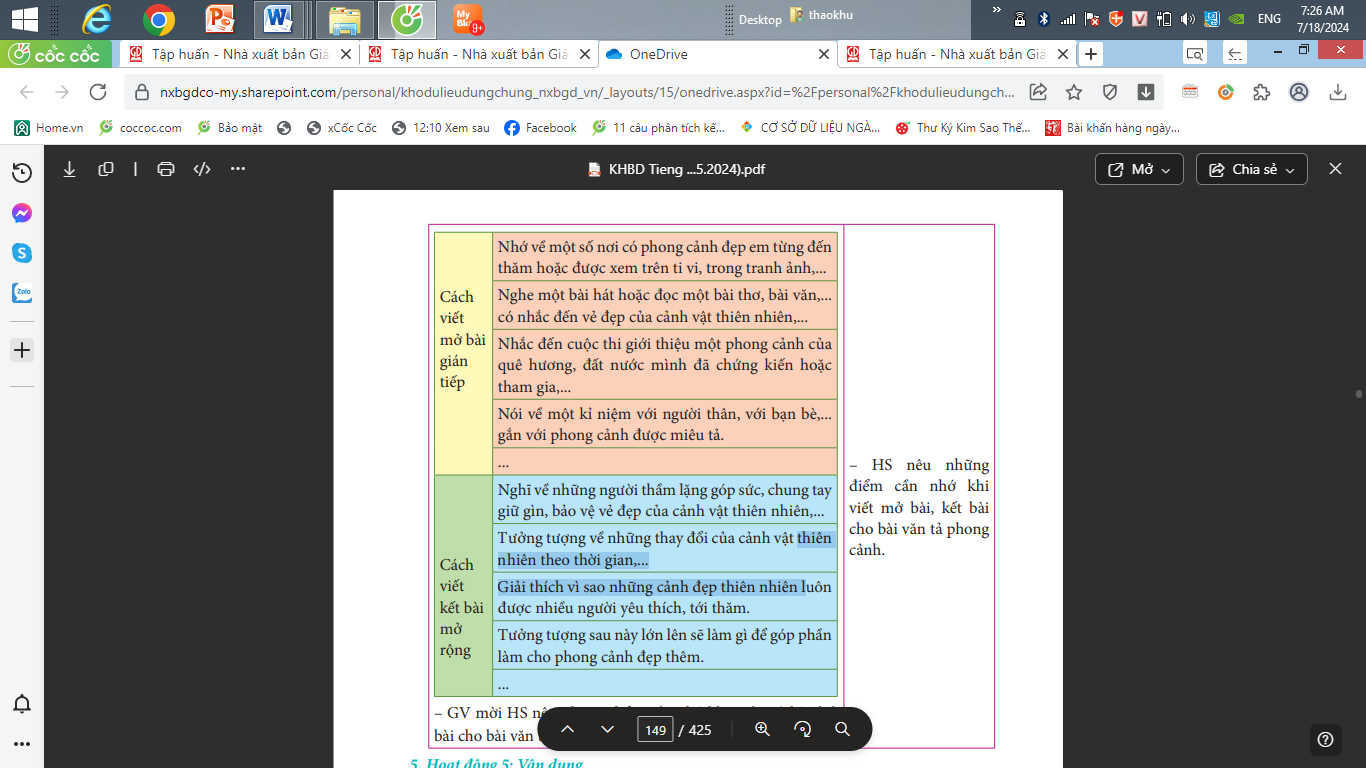 Desktop
thaokhu
9+
ENG
7:26 AM
7/18/2024
cốc cốc
Tập huấn - Nhà xuất bản Giá
Tập huấn - Nhà xuất bản Giá
OneDrive
Tập huấn - Nhà xuất bản Giá
nxbgdco-my.sharepoint.com/personal/khodulieudungchung_nxbgd_vn/_layouts/15/onedrive.aspx?id=%2Fpersonal%2Fkhodulieudungch...
Home.vn
coccoc.com
Bảo mật
xCốc Cốc
12:10 Xem sau
Facebook
11 câu phân tích kế...
CƠ SỞ DỮ LIỆU NGÀ...
Thư Ký Kim Sao Thế...
Bài khấn hàng ngày...
KHBD Tieng ...5.2024).pdf
Mở
Chia sẻ
Cách
viết
mở bài
gián
tiếp
Nhớ về một số nơi có phong cảnh đẹp em từng đến
thăm hoặc được xem trên ti vi, trong tranh ảnh,...
Nghe một bài hát hoặc đọc một bài thơ, bài văn,...
có nhắc đến vẻ đẹp của cảnh vật thiên nhiên,...
Nhắc đến cuộc thi giới thiệu một phong cảnh của
quê hương, đất nước mình đã chứng kiến hoặc
tham gia,...
Nói về một kỉ niệm với người thân, với bạn bè,...
gắn với phong cảnh được miêu tả.
...
Cách
viết
kết bài
mở
rộng
Nghĩ về những người thầm lặng góp sức, chung tay
giữ gìn, bảo vệ vẻ đẹp của cảnh vật thiên nhiên,...
Tưởng tượng về những thay đổi của cảnh vật thiên
nhiên theo thời gian,...
Giải thích vì sao những cảnh đẹp thiên nhiên luôn
được nhiều người yêu thích, tới thăm.
Tưởng tượng sau này lớn lên sẽ làm gì để góp phần
làm cho phong cảnh đẹp thêm.
...
– HS nêu những
điểm cần nhớ khi
viết mở bài, kết bài
cho bài văn tả phong
cảnh.
– GV mời HS
bài cho bài văn
149 / 425
5. Hoạt động 5: Vận dụng